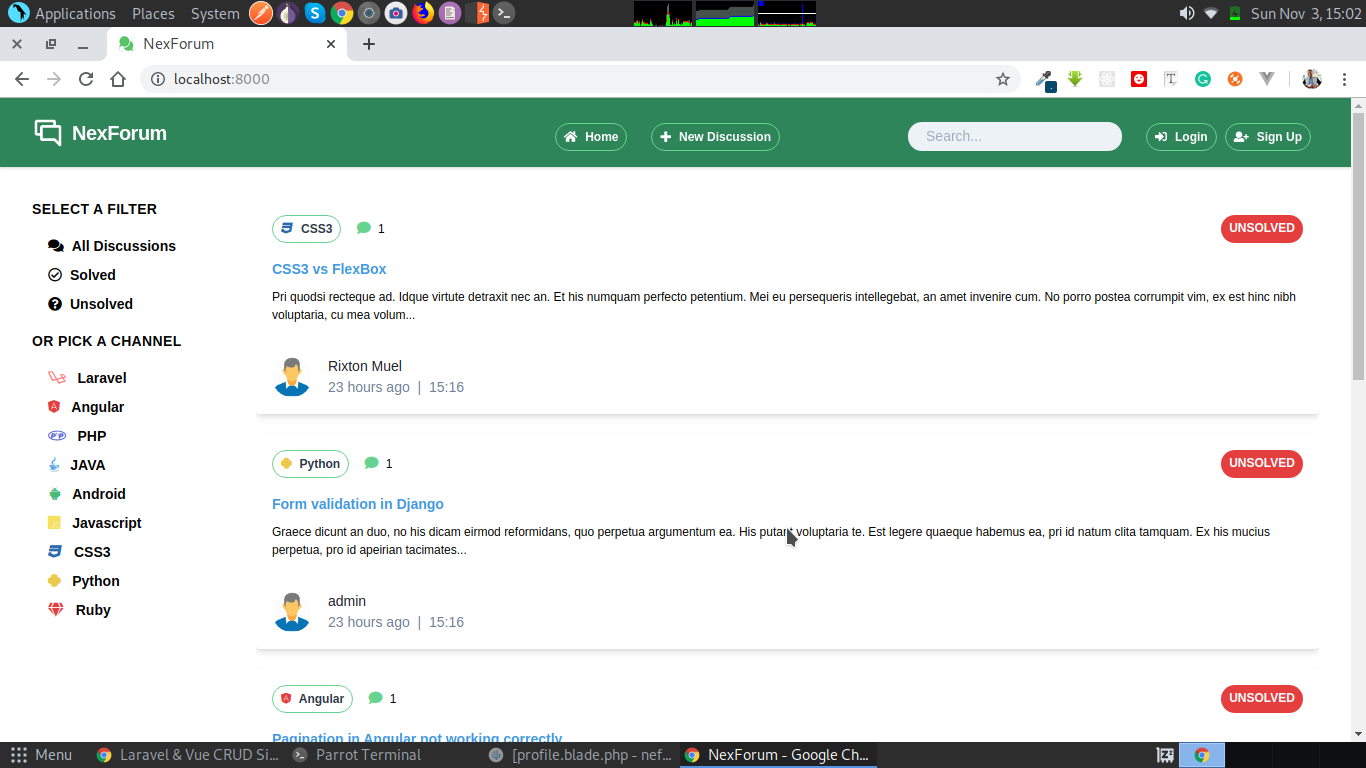 Applications Places System Sun Nov 3, 15:02
NexForum
localhost:8000
NexForum Home New Discussion Search... Login Sign Up
SELECT A FILTER
All Discussions
Solved
Unsolved
OR PICK A CHANNEL
Laravel
Angular
PHP
JAVA
Android
Javascript
CSS3
Python
Ruby
CSS3 1 UNSOLVED
CSS3 vs FlexBox
Pri quodsi recteque ad. Idque virtute detraxit nec an. Et his numquam perfecto petentium. Mei eu persequeris intellegebat, an amet invenire cum. No porro postea corrumpit vim, ex est hinc nibh
voluptaria, cu mea volum...
Rixton Muel
23 hours ago | 15:16
Python 1 UNSOLVED
Form validation in Django
Graece dicunt an duo, no his dicam eirmod reformidans, quo perpetua argumentum ea. His putant voluptaria te. Est legere quaeque habemus ea, pri id natum clita tamquam. Ex his mucius
perpetua, pro id apeirian tacimates...
admin
23 hours ago | 15:16
Angular 1 UNSOLVED
Pagination in Angular not working correctly
Menu Laravel & Vue CRUD Si... Parrot Terminal [profile.blade.php - nef... NexForum - Google Ch...